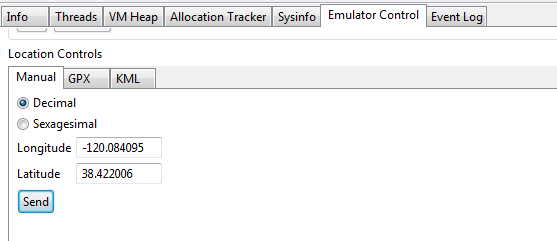 Info Threads VM Heap Allocation Tracker Sysinfo Emulator Control Event Log
Location Controls
Manual GPX KML
Decimal
Sexagesimal
Longitude -120.084095
Latitude 38.422006
Send